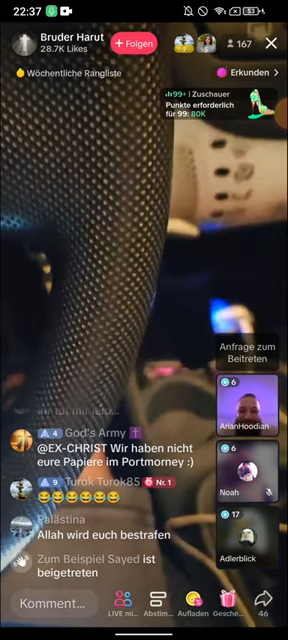 22:37
53
Bruder Harut
28.7K Likes
+ Folgen
167
Wöchentliche Rangliste
Erkunden >
99+ | Zuschauer
Punkte erforderlich
für 99: 80K
Anfrage zum
Beitreten
6
ArianHoodian
6
Noah
17
Adlerblick
4 God's Army ✝️
@EX-CHRIST Wir haben nicht
eure Papiere im Portmorney :)
9 Turok Turok85 Nr. 1
😂😂😂😂😂😂
Palästina
Allah wird euch bestrafen
Zum Beispiel Sayed ist
beigetreten
Komment...
LIVE mi...
Abstim...
Aufladen
Gesche...
46